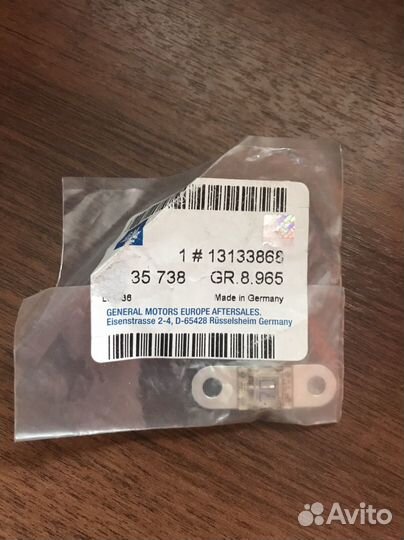 1 # 13133868
35 738 GR.8.965
Made in Germany
GENERAL MOTORS EUROPE AFTERSALES.
Eisenstrasse 2-4, D-65428 Rüsselsheim Germany
Avito